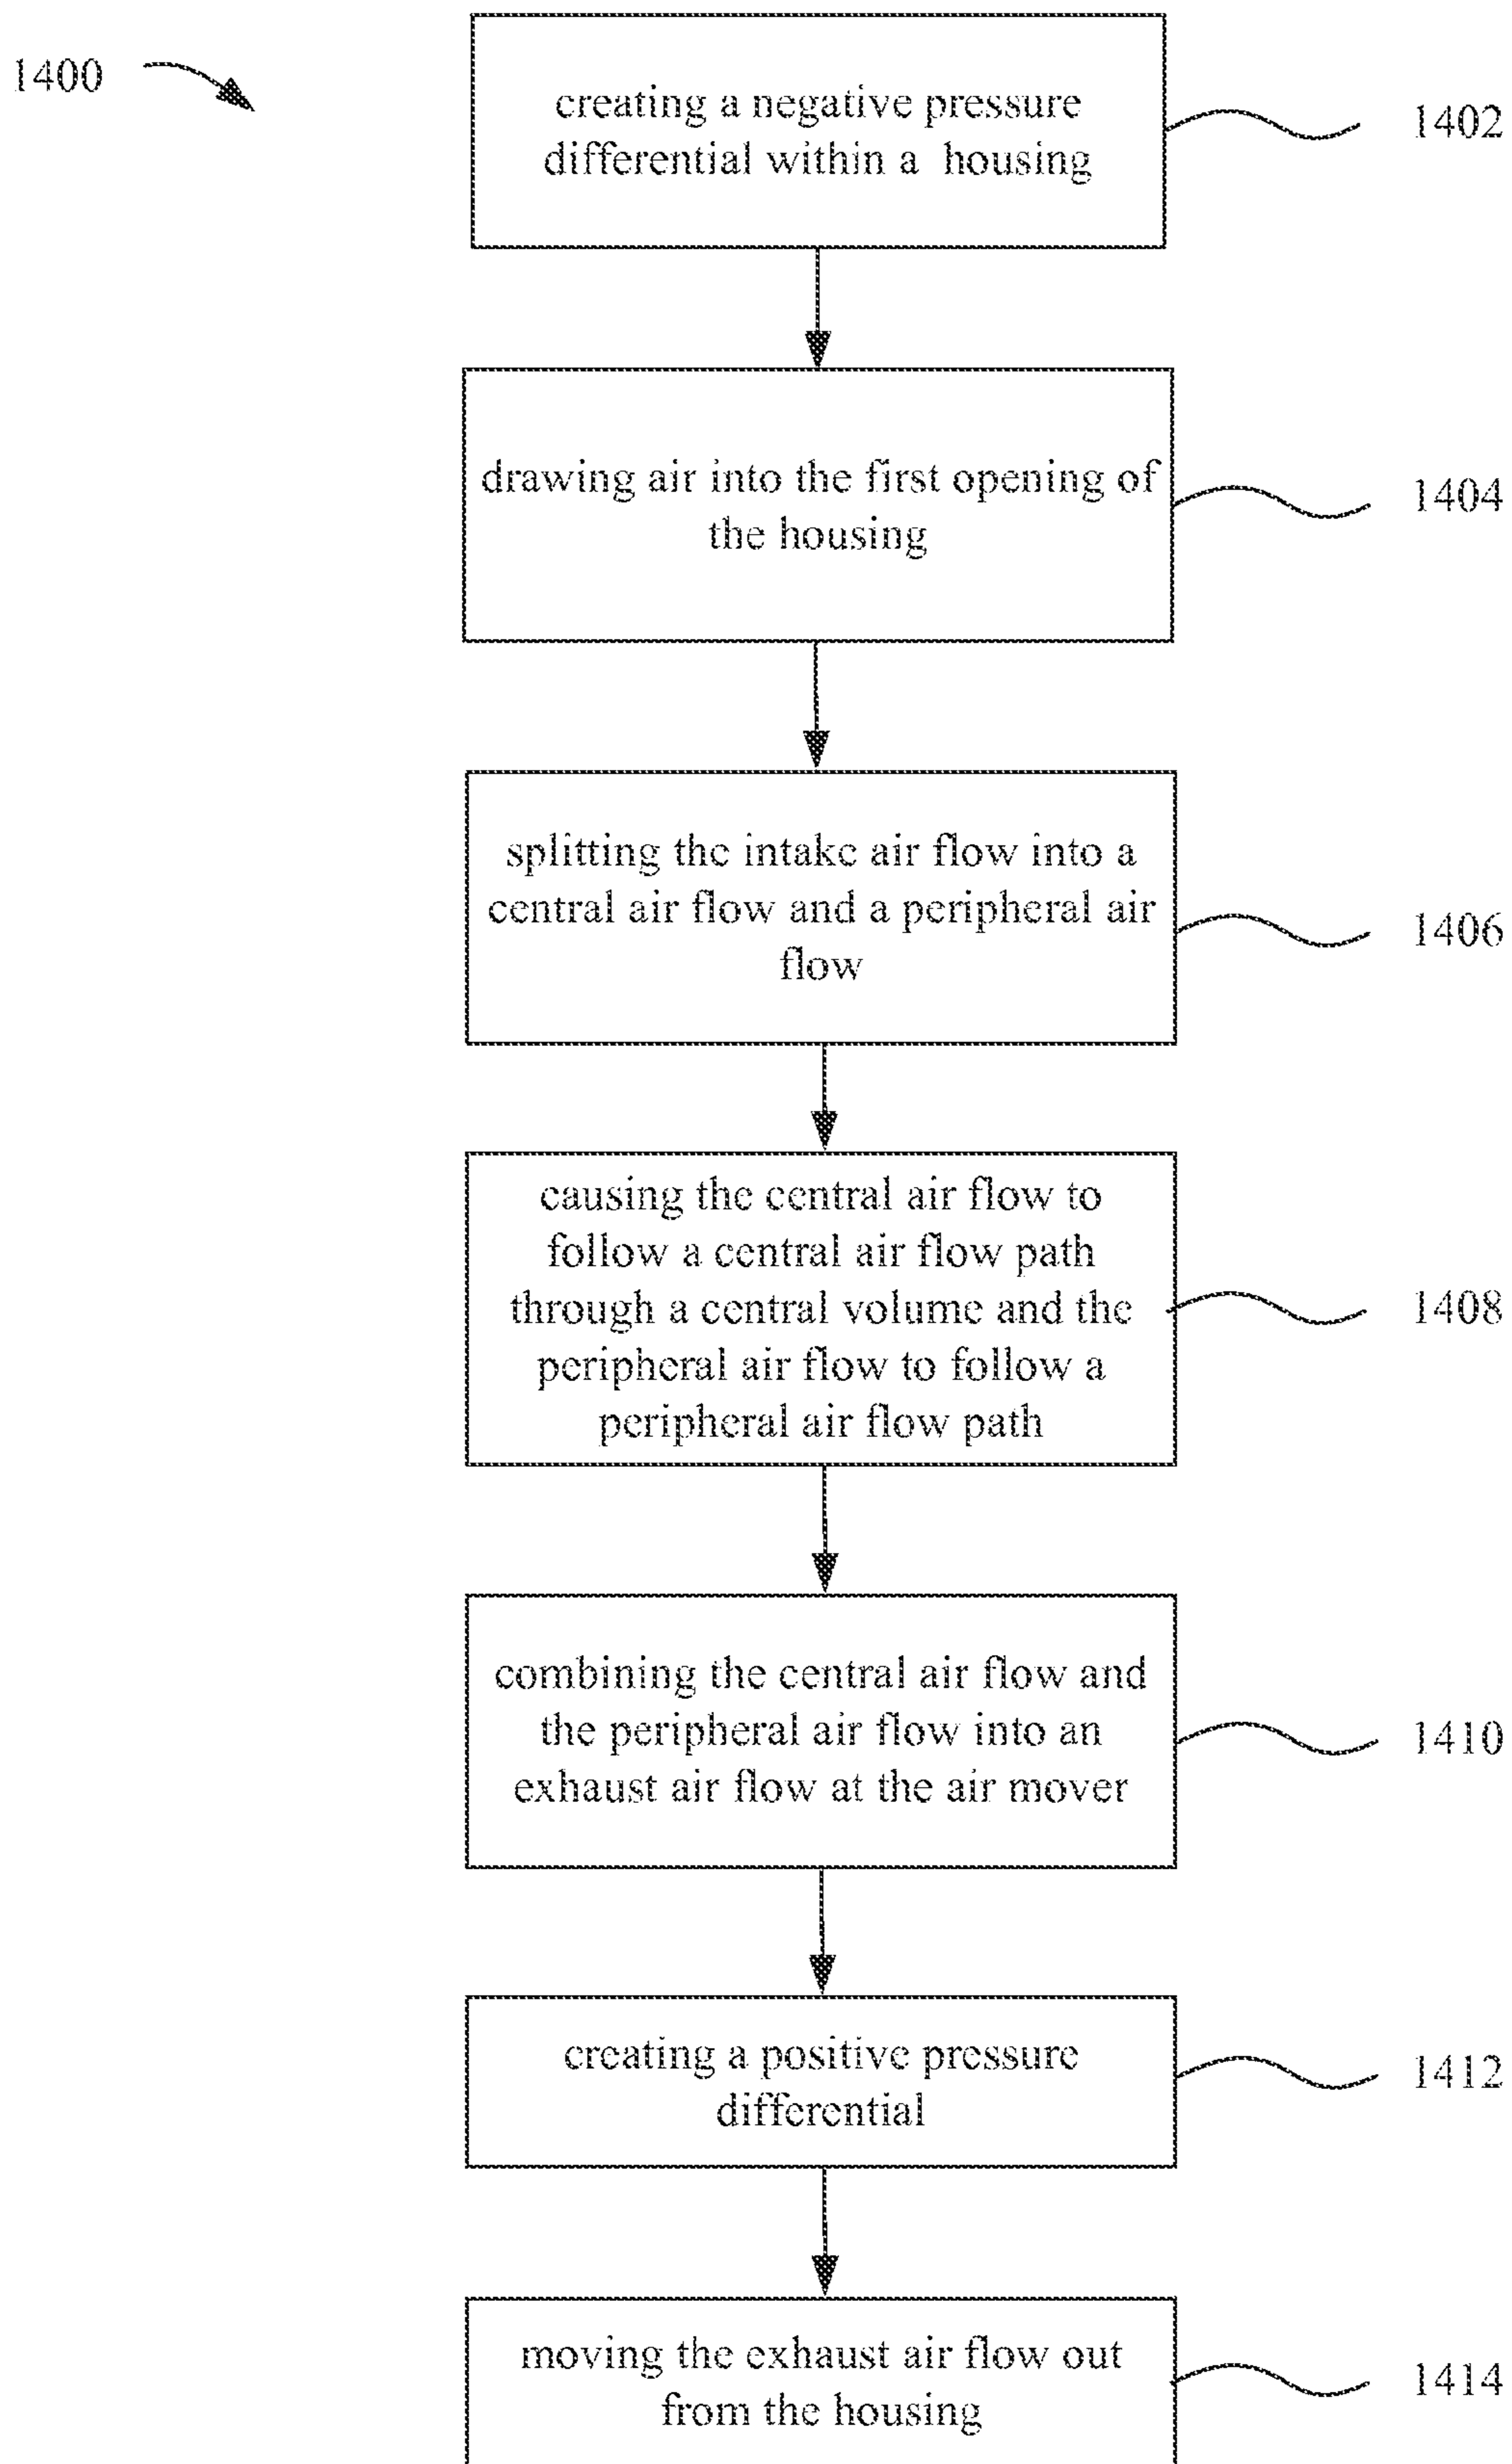 1400
creating a negative pressure
differential within a housing
1402
drawing air into the first opening of
the housing
1404
splitting the intake air flow into a
central air flow and a peripheral air
flow
1406
causing the central air flow to
follow a central air flow path
through a central volume and the
peripheral air flow to follow a
peripheral air flow path
1408
combining the central air flow and
the peripheral air flow into an
exhaust air flow at the air mover
1410
creating a positive pressure
differential
1412
moving the exhaust air flow out
from the housing
1414